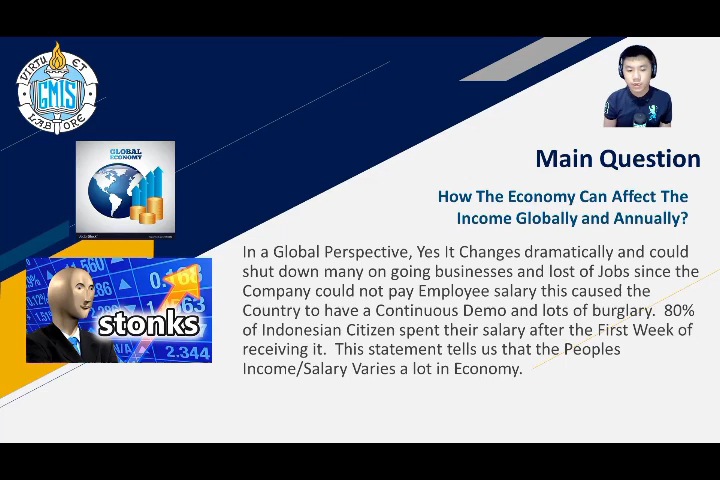 VIRTU ET
GMIS
LABORE
GLOBAL
ECONOMY
Main Question
How The Economy Can Affect The
Income Globally and Annually?
In a Global Perspective, Yes It Changes dramatically and could
shut down many on going businesses and lost of Jobs since the
Company could not pay Employee salary this caused the
Country to have a Continuous Demo and lots of burglary.  80%
of Indonesian Citizen spent their salary after the First Week of
receiving it.  This statement tells us that the Peoples
Income/Salary Varies a lot in Economy.
stonks
0.168
2.344